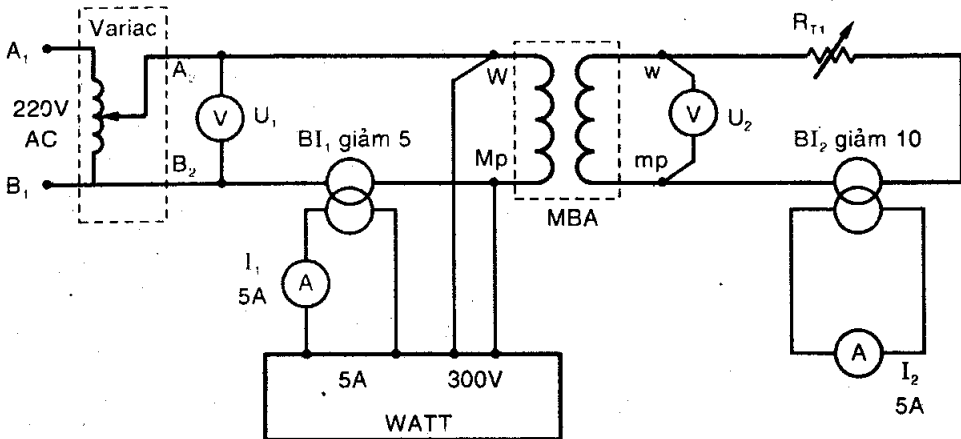 Variac
A₁
220V
AC
B₁
A₂
B₂
V
U₁
BI₁ giảm 5
W
Mp
MBA
w
mp
V
U₂
R_T1
BI₂ giảm 10
I₁
5A
A
5A
300V
WATT
A
I₂
5A